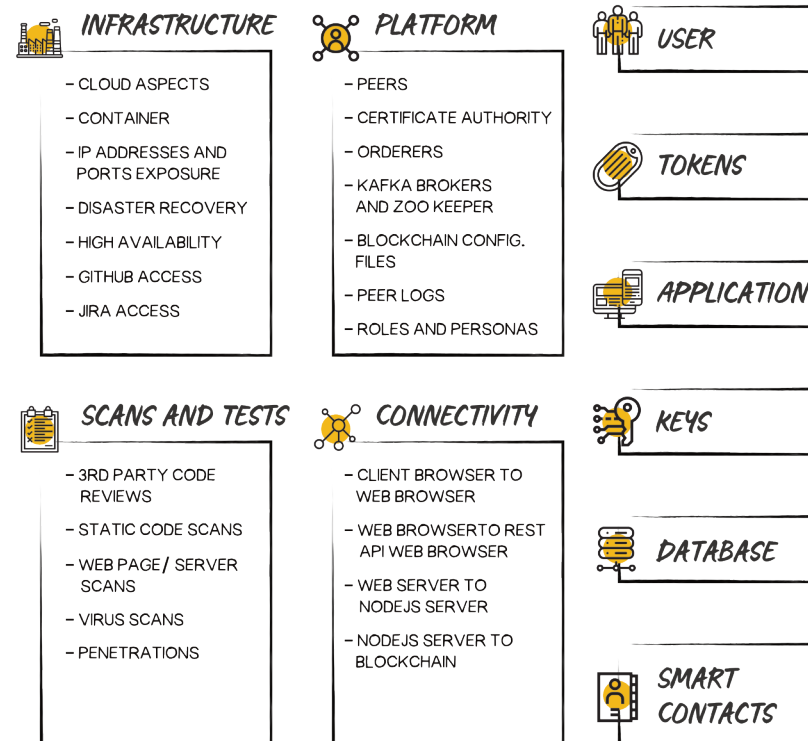 INFRASTRUCTURE
- CLOUD ASPECTS
- CONTAINER
- IP ADDRESSES AND
PORTS EXPOSURE
- DISASTER RECOVERY
- HIGH AVAILABILITY
- GITHUB ACCESS
- JIRA ACCESS
PLATFORM
- PEERS
- CERTIFICATE AUTHORITY
- ORDERERS
- KAFKA BROKERS
AND ZOO KEEPER
- BLOCKCHAIN CONFIG.
FILES
- PEER LOGS
- ROLES AND PERSONAS
SCANS AND TESTS
- 3RD PARTY CODE
REVIEWS
- STATIC CODE SCANS
- WEB PAGE/ SERVER
SCANS
- VIRUS SCANS
- PENETRATIONS
CONNECTIVITY
- CLIENT BROWSER TO
WEB BROWSER
- WEB BROWSERTO REST
API WEB BROWSER
- WEB SERVER TO
NODEJS SERVER
- NODEJS SERVER TO
BLOCKCHAIN
USER
TOKENS
APPLICATION
KEYS
DATABASE
SMART
CONTACTS